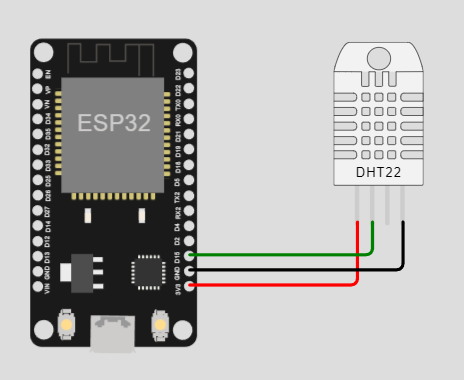 EN
VP
VN
D34
D35
D32
D33
D25
D26
D27
D14
D12
D13
GND
VIN
ESP32
D23
D22
TX0
RX0
D21
D19
D18
D5
TX2
RX2
D4
D2
D15
GND
3V3
DHT22